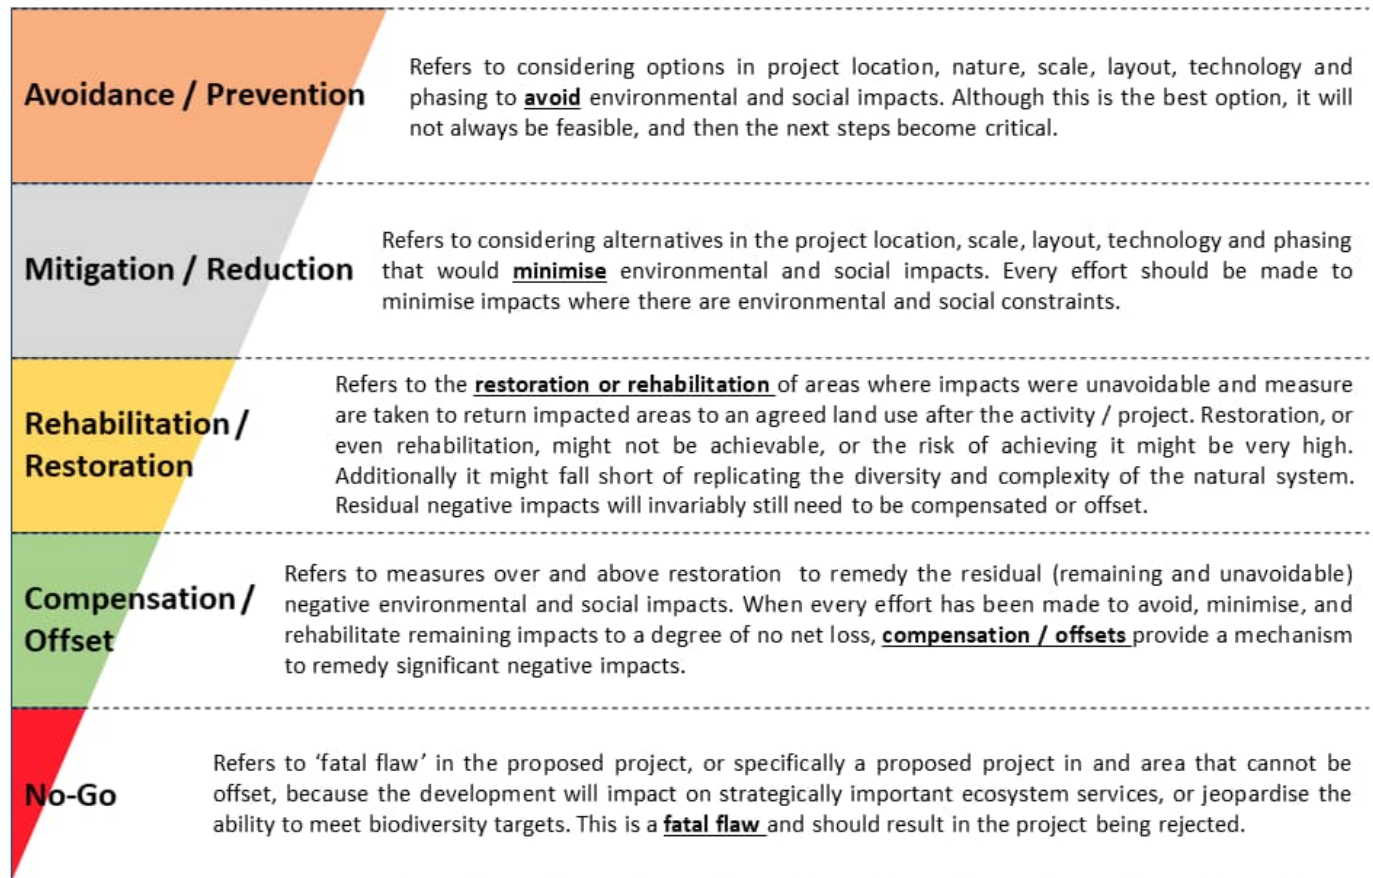 Avoidance / Prevention
Refers to considering options in project location, nature, scale, layout, technology and
phasing to avoid environmental and social impacts. Although this is the best option, it will
not always be feasible, and then the next steps become critical.
Mitigation / Reduction
Refers to considering alternatives in the project location, scale, layout, technology and phasing
that would minimise environmental and social impacts. Every effort should be made to
minimise impacts where there are environmental and social constraints.
Rehabilitation /
Restoration
Refers to the restoration or rehabilitation of areas where impacts were unavoidable and measure
are taken to return impacted areas to an agreed land use after the activity / project. Restoration, or
even rehabilitation, might not be achievable, or the risk of achieving it might be very high.
Additionally it might fall short of replicating the diversity and complexity of the natural system.
Residual negative impacts will invariably still need to be compensated or offset.
Compensation /
Offset
Refers to measures over and above restoration to remedy the residual (remaining and unavoidable)
negative environmental and social impacts. When every effort has been made to avoid, minimise, and
rehabilitate remaining impacts to a degree of no net loss, compensation / offsets provide a mechanism
to remedy significant negative impacts.
No-Go
Refers to ‘fatal flaw’ in the proposed project, or specifically a proposed project in and area that cannot be
offset, because the development will impact on strategically important ecosystem services, or jeopardise the
ability to meet biodiversity targets. This is a fatal flaw and should result in the project being rejected.